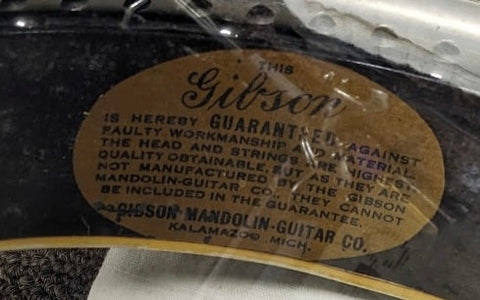 THIS
Gibson
IS HEREBY GUARANTEED AGAINST
FAULTY WORKMANSHIP AND MATERIAL.
THE HEAD AND STRINGS ARE HIGHEST
QUALITY OBTAINABLE, BUT AS THEY ARE
NOT MANUFACTURED BY THE GIBSON
MANDOLIN-GUITAR CO. THEY CANNOT
BE INCLUDED IN THE GUARANTEE.
GIBSON MANDOLIN-GUITAR CO.
KALAMAZOO MICH.